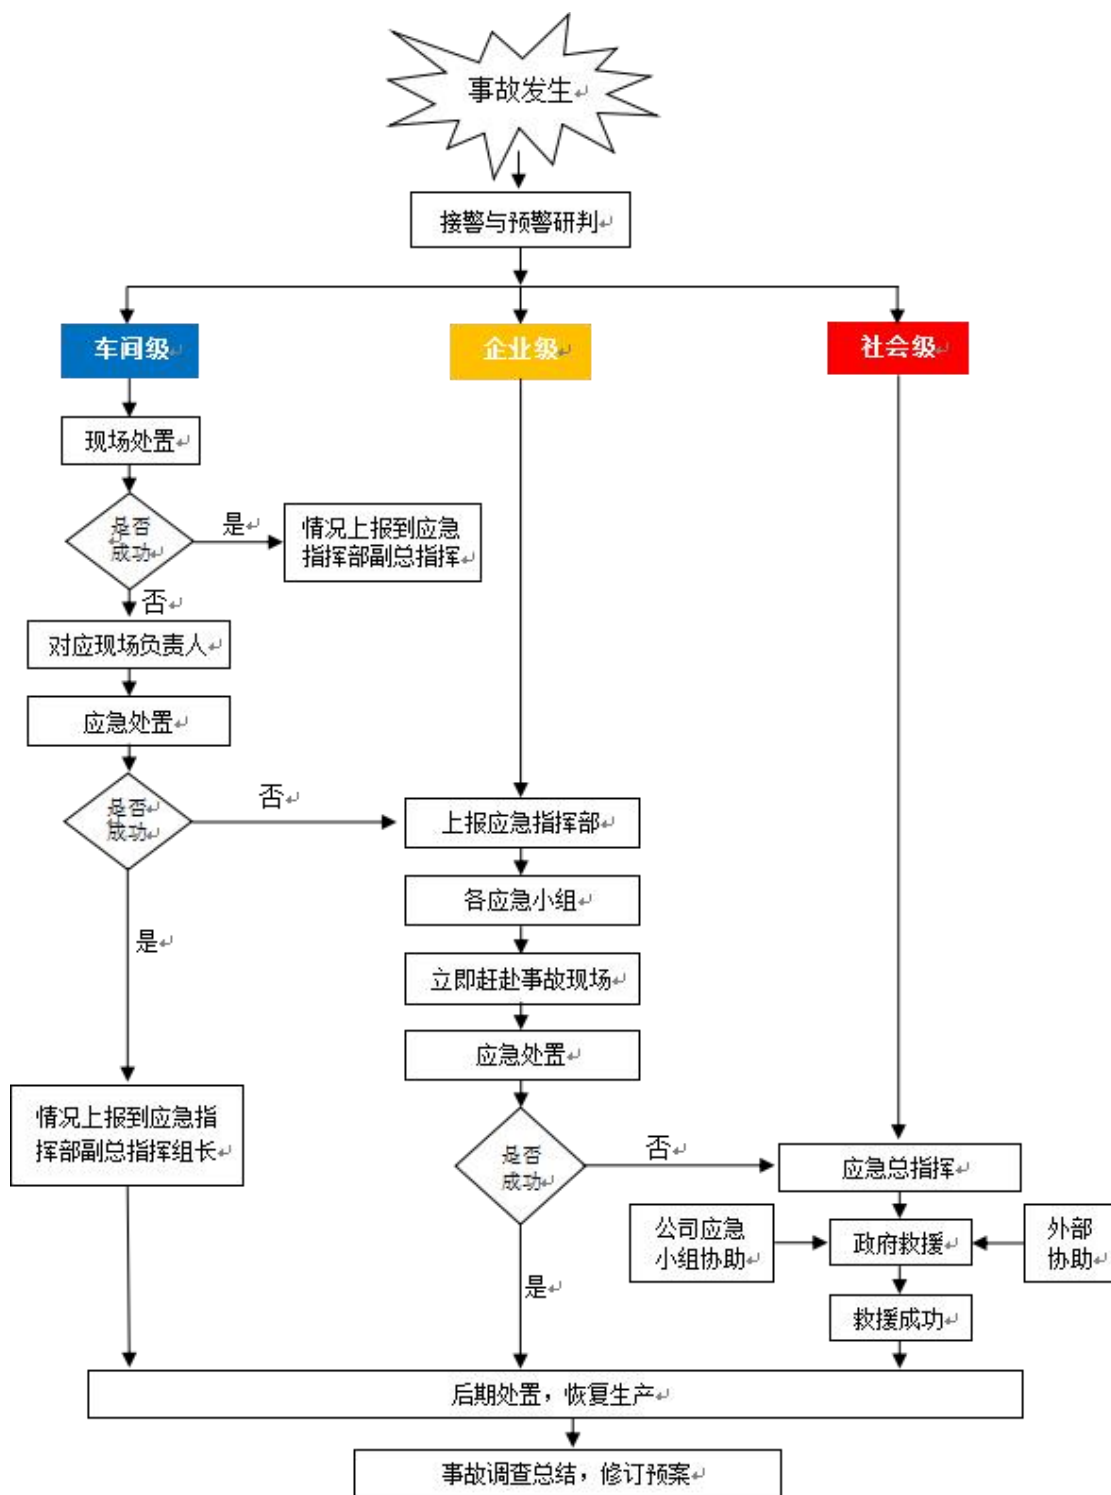 事故发生
接警与预警研判
车间级
企业级
社会级
现场处置
是否
成功
是
情况上报到应急
指挥部副总指挥
否
对应现场负责人
应急处置
是否
成功
否
上报应急指挥部
各应急小组
是
立即赶赴事故现场
应急处置
情况上报到应急指
挥部副总指挥组长
是否
成功
否
应急总指挥
公司应急
小组协助
政府救援
外部
协助
是
救援成功
后期处置，恢复生产
事故调查总结，修订预案